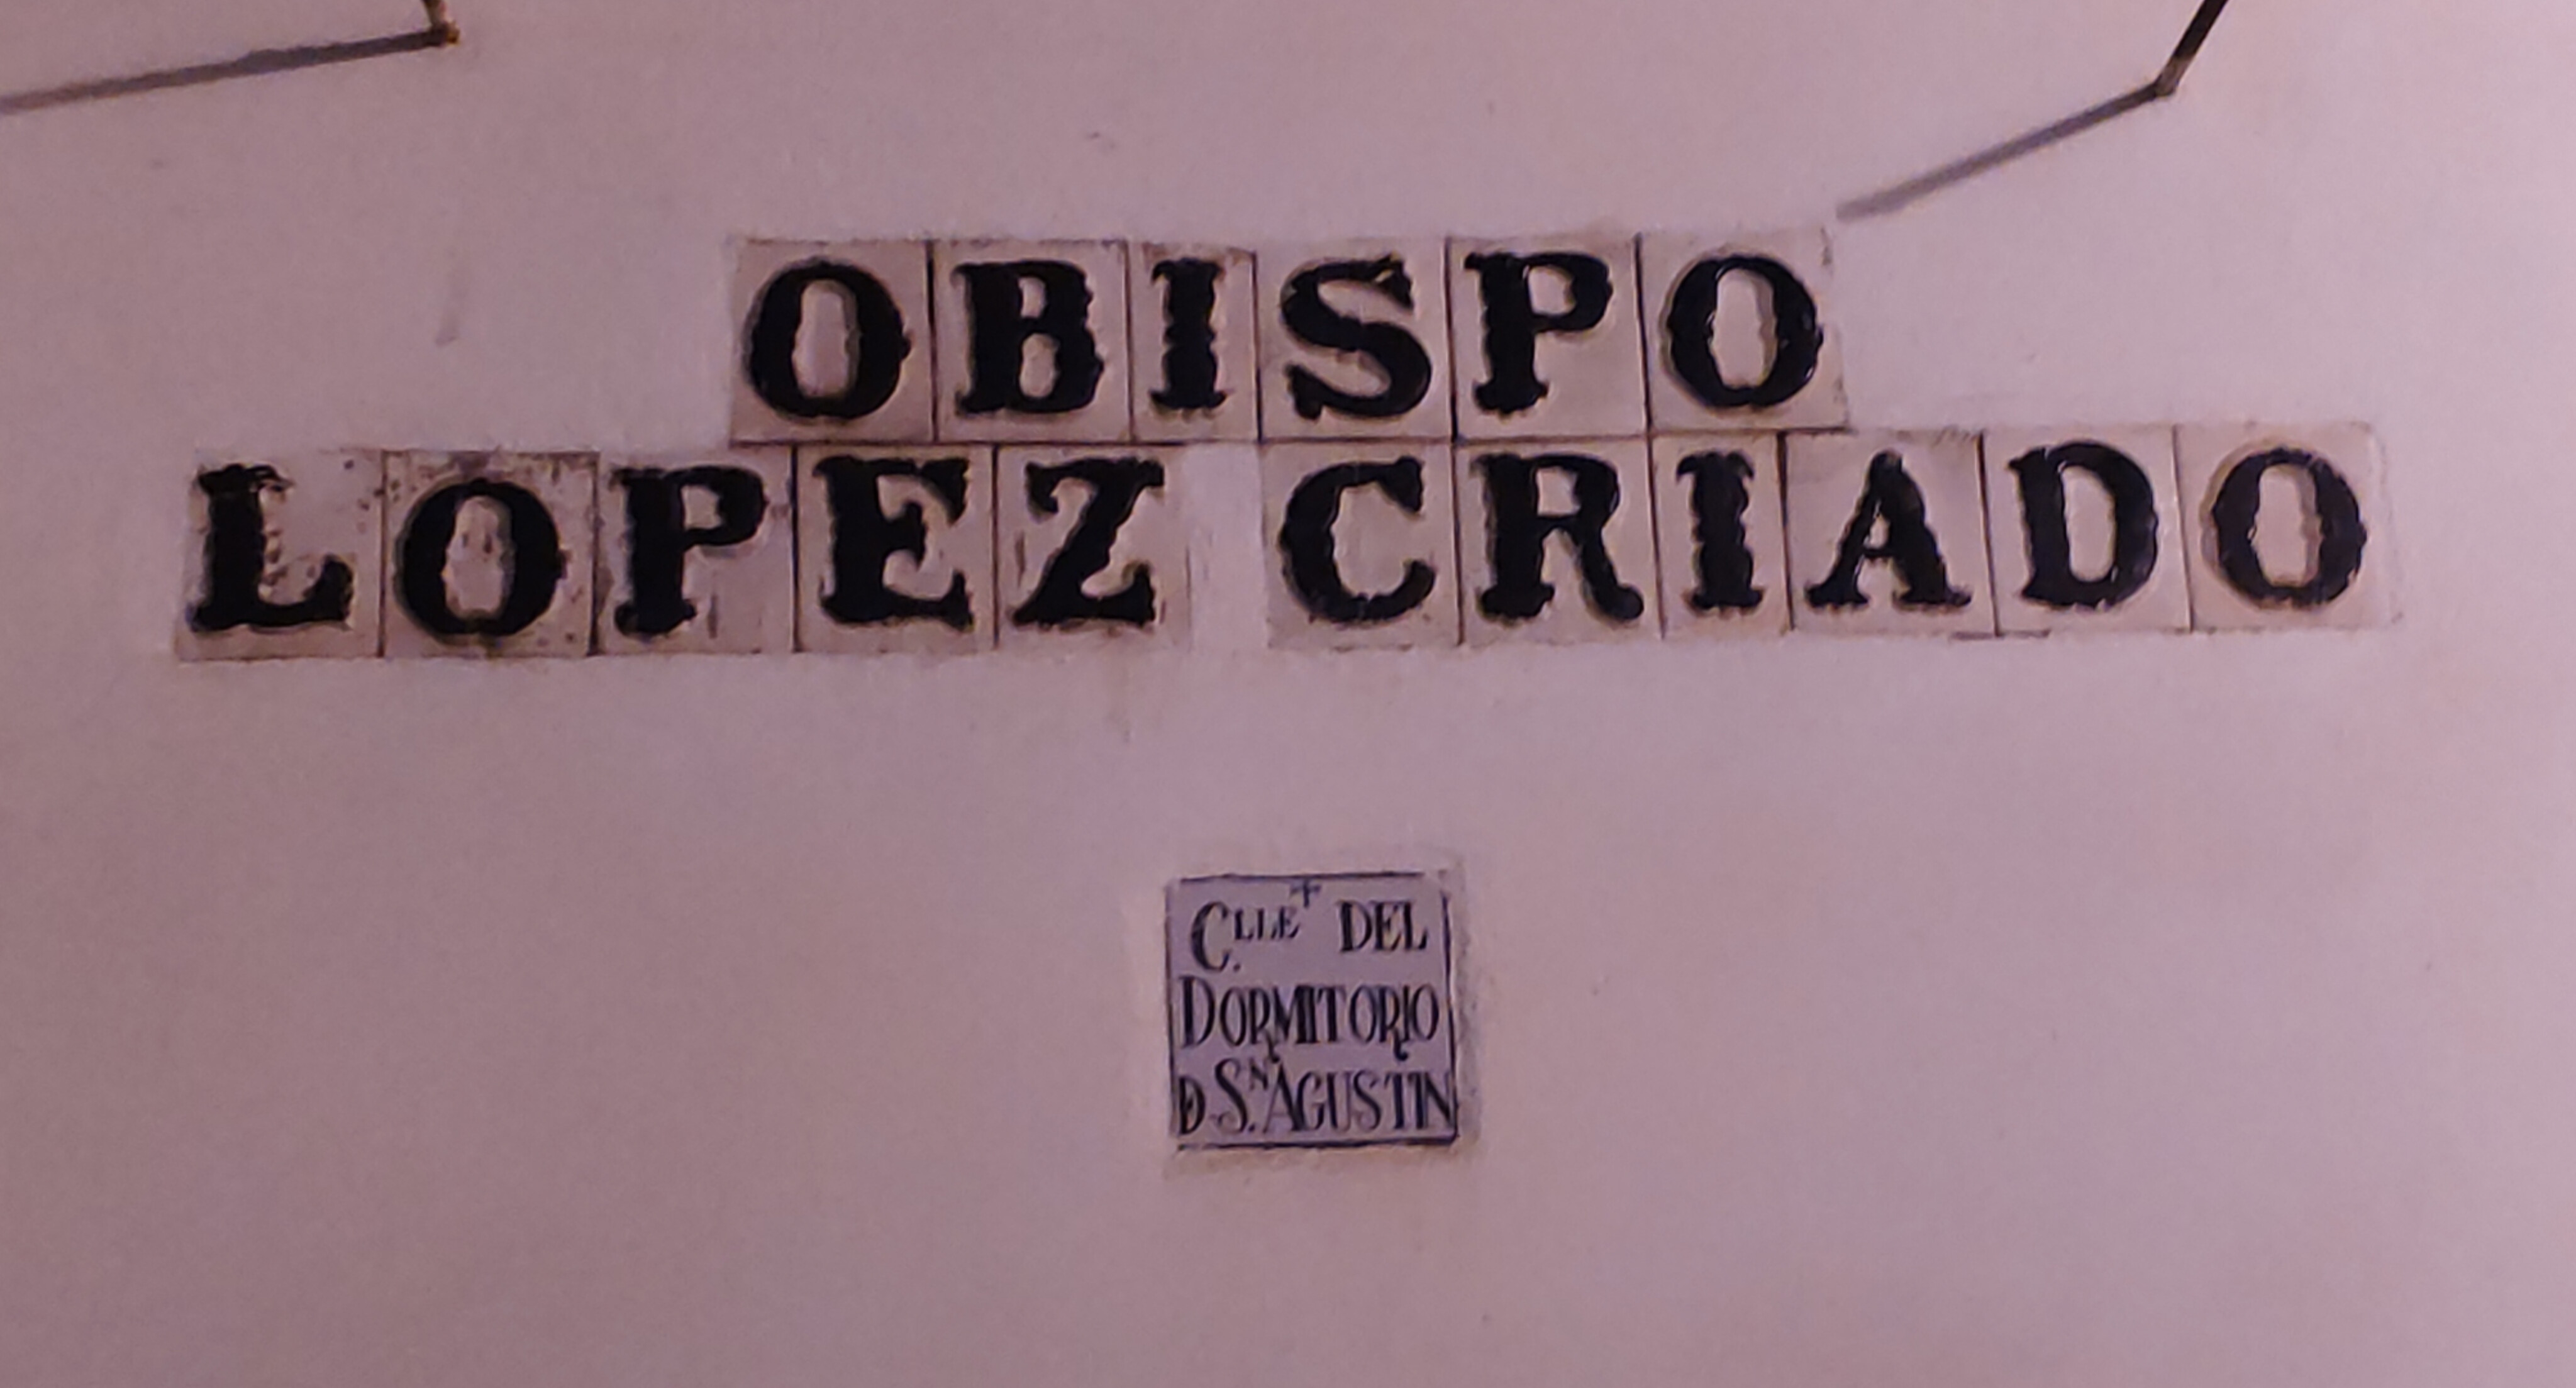 OBISPO
LOPEZ CRIADO
CLLE DEL
DORMITORIO
D SN. AGUSTIN